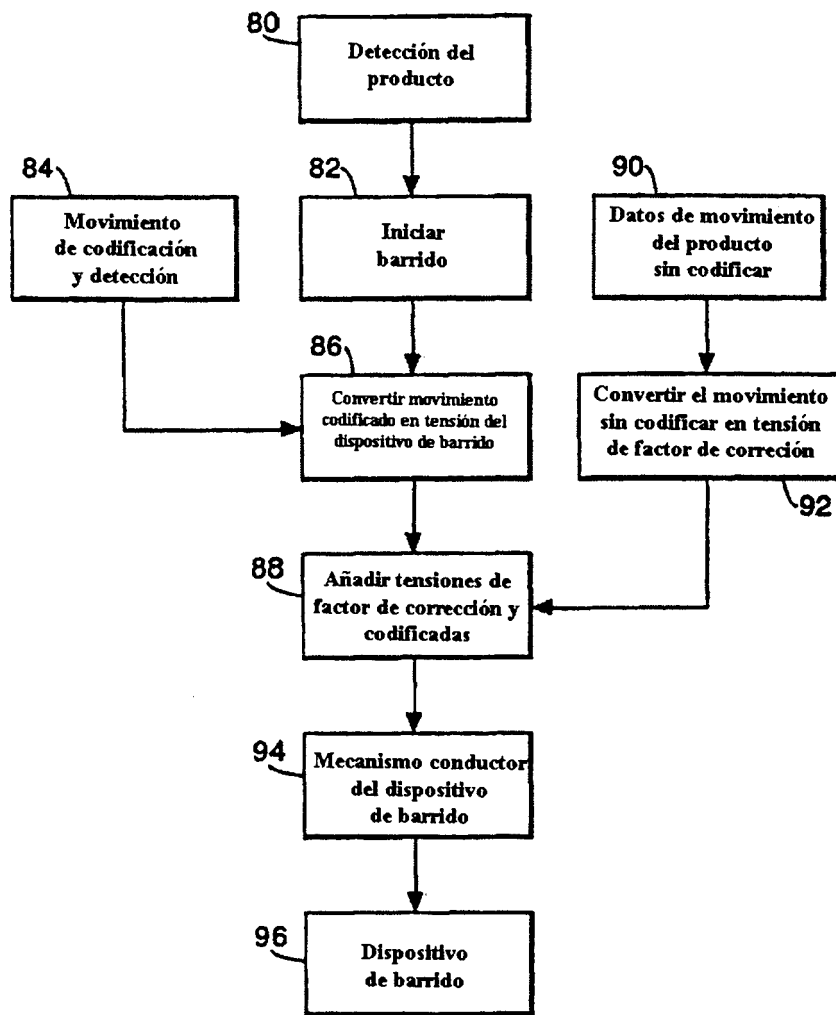 80
Detección del
producto
84
82
90
Movimiento
de codificación
y detección
Iniciar
barrido
Datos de movimiento
del producto
sin codificar
86
Convertir movimiento
codificado en tensión del
dispositivo de barrido
Convertir el movimiento
sin codificar en tensión
de factor de correción
92
88
Añadir tensiones de
factor de corrección y
codificadas
94
Mecanismo conductor
del dispositivo
de barrido
96
Dispositivo
de barrido